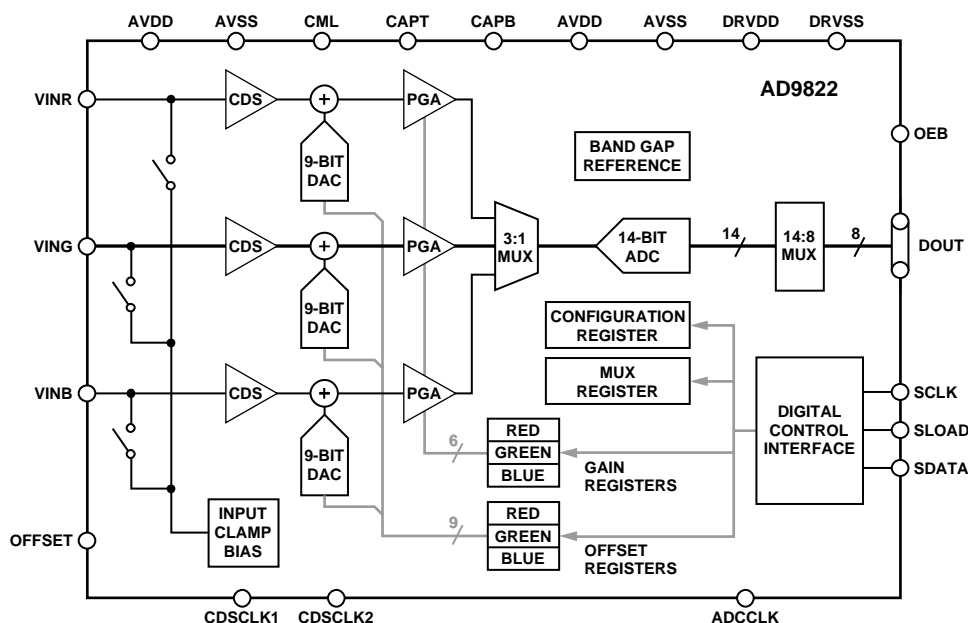 AVDD
AVSS
CML
CAPT
CAPB
AVDD
AVSS
DRVDD
DRVSS
AD9822
VINR
CDS
+
PGA
9-BIT
DAC
BAND GAP
REFERENCE
OEB
VING
CDS
+
PGA
9-BIT
DAC
3:1
MUX
14-BIT
ADC
14
14:8
MUX
8
DOUT
CONFIGURATION
REGISTER
MUX
REGISTER
VINB
CDS
+
PGA
9-BIT
DAC
DIGITAL
CONTROL
INTERFACE
SCLK
SLOAD
SDATA
6
RED
GREEN
BLUE
GAIN
REGISTERS
9
RED
GREEN
BLUE
OFFSET
REGISTERS
INPUT
CLAMP
BIAS
OFFSET
CDSCLK1
CDSCLK2
ADCCLK